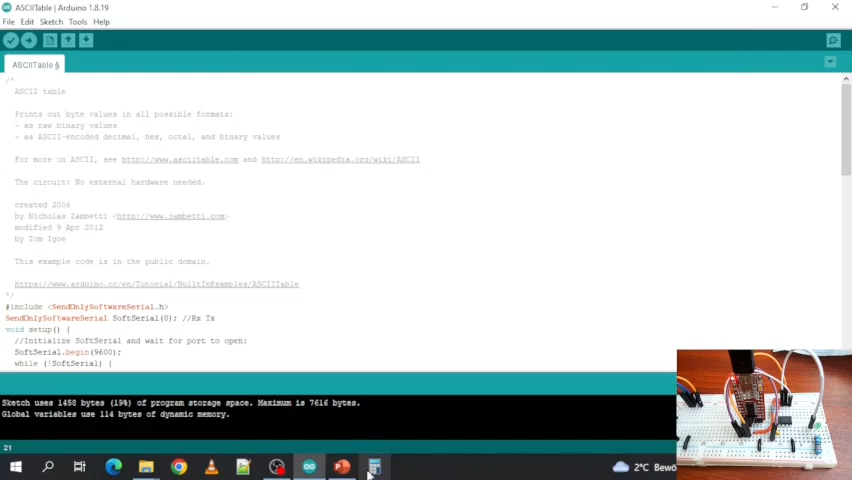 ASCIITable | Arduino 1.8.19
File Edit Sketch Tools Help
ASCIITable §
/*
ASCII table
Prints out byte values in all possible formats:
- as raw binary values
- as ASCII-encoded decimal, hex, octal, and binary values
For more on ASCII, see http://www.asciitable.com and http://en.wikipedia.org/wiki/ASCII
The circuit: No external hardware needed.
created 2006
by Nicholas Zambetti <http://www.zambetti.com>
modified 9 Apr 2012
by Tom Igoe
This example code is in the public domain.
https://www.arduino.cc/en/Tutorial/BuiltInExamples/ASCIITable
*/
#include <SendOnlySoftwareSerial.h>
SendOnlySoftwareSerial SoftSerial(0); //Rx Tx
void setup() {
//Initialize SoftSerial and wait for port to open:
SoftSerial.begin(9600);
while (!SoftSerial) {
Sketch uses 1458 bytes (19%) of program storage space. Maximum is 7616 bytes.
Global variables use 114 bytes of dynamic memory.
21
2°C Bewö